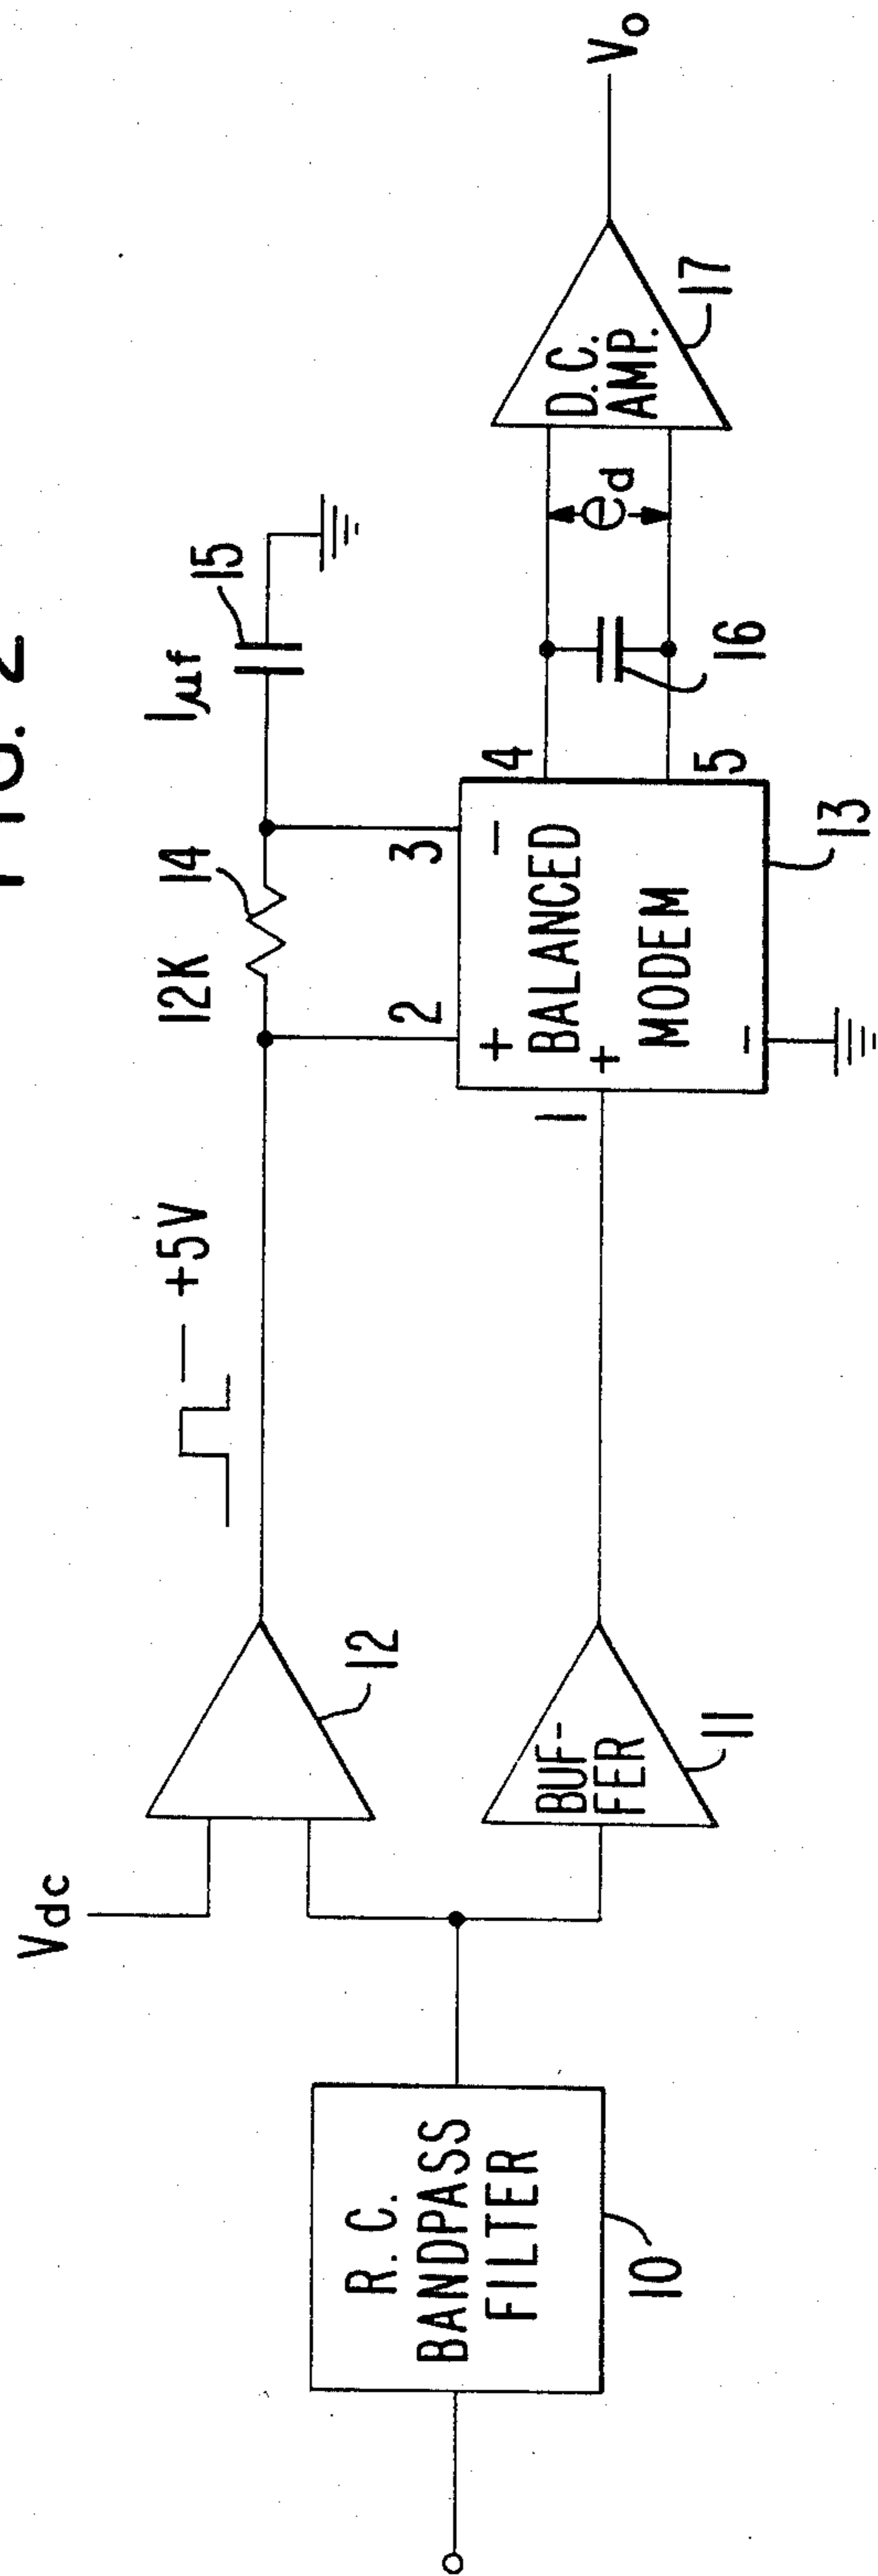 FIG. 2
Vdc
+5V
12
12K
14
1μf
15
2
3
+
−
BALANCED
MODEM
+
−
1
4
5
13
16
ed
D. C.
AMP.
17
Vo
R. C.
BANDPASS
FILTER
10
BUF-
FER
11